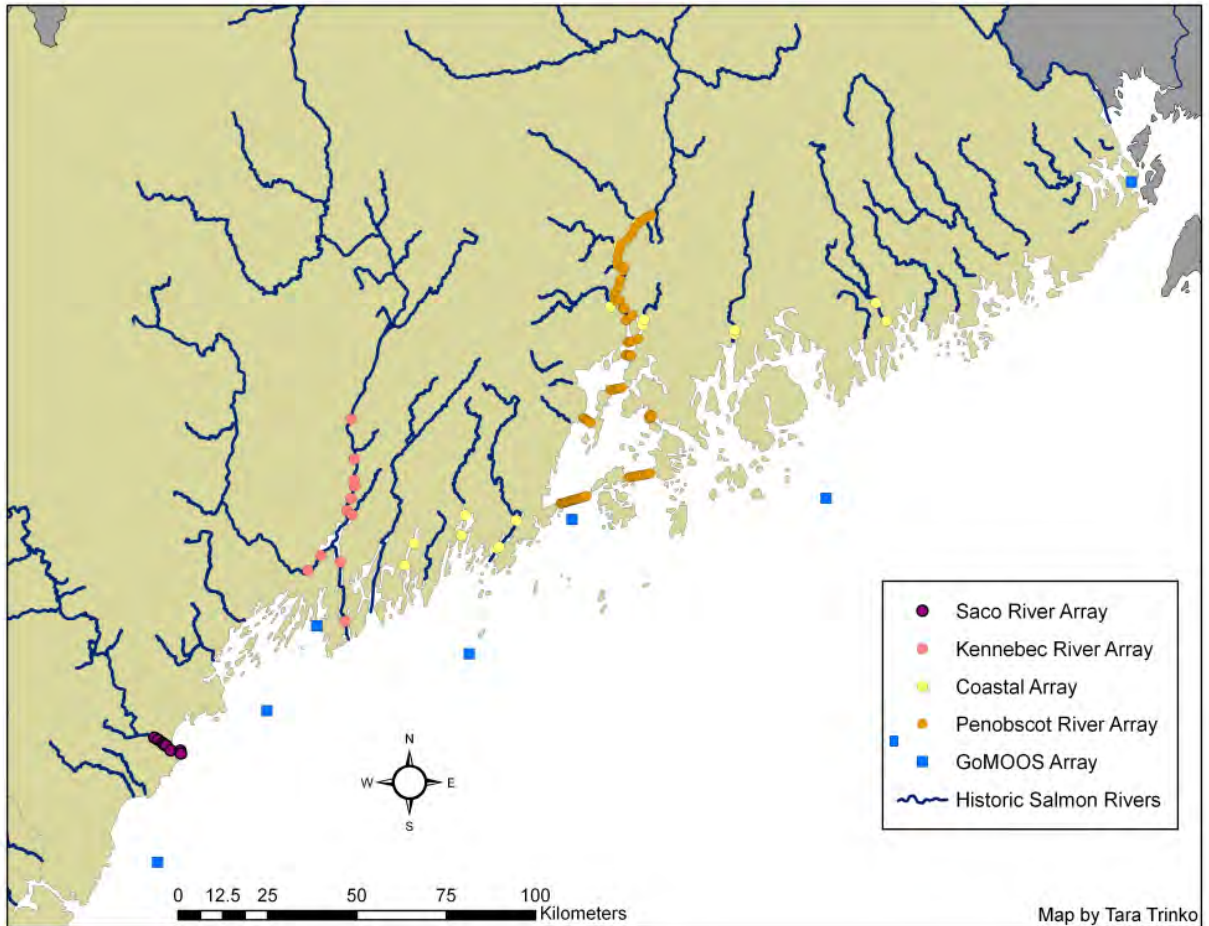 Saco River Array
Kennebec River Array
Coastal Array
Penobscot River Array
GoMOOS Array
Historic Salmon Rivers
N
W E
S
0 12.5 25 50 75 100
Kilometers
Map by Tara Trinko